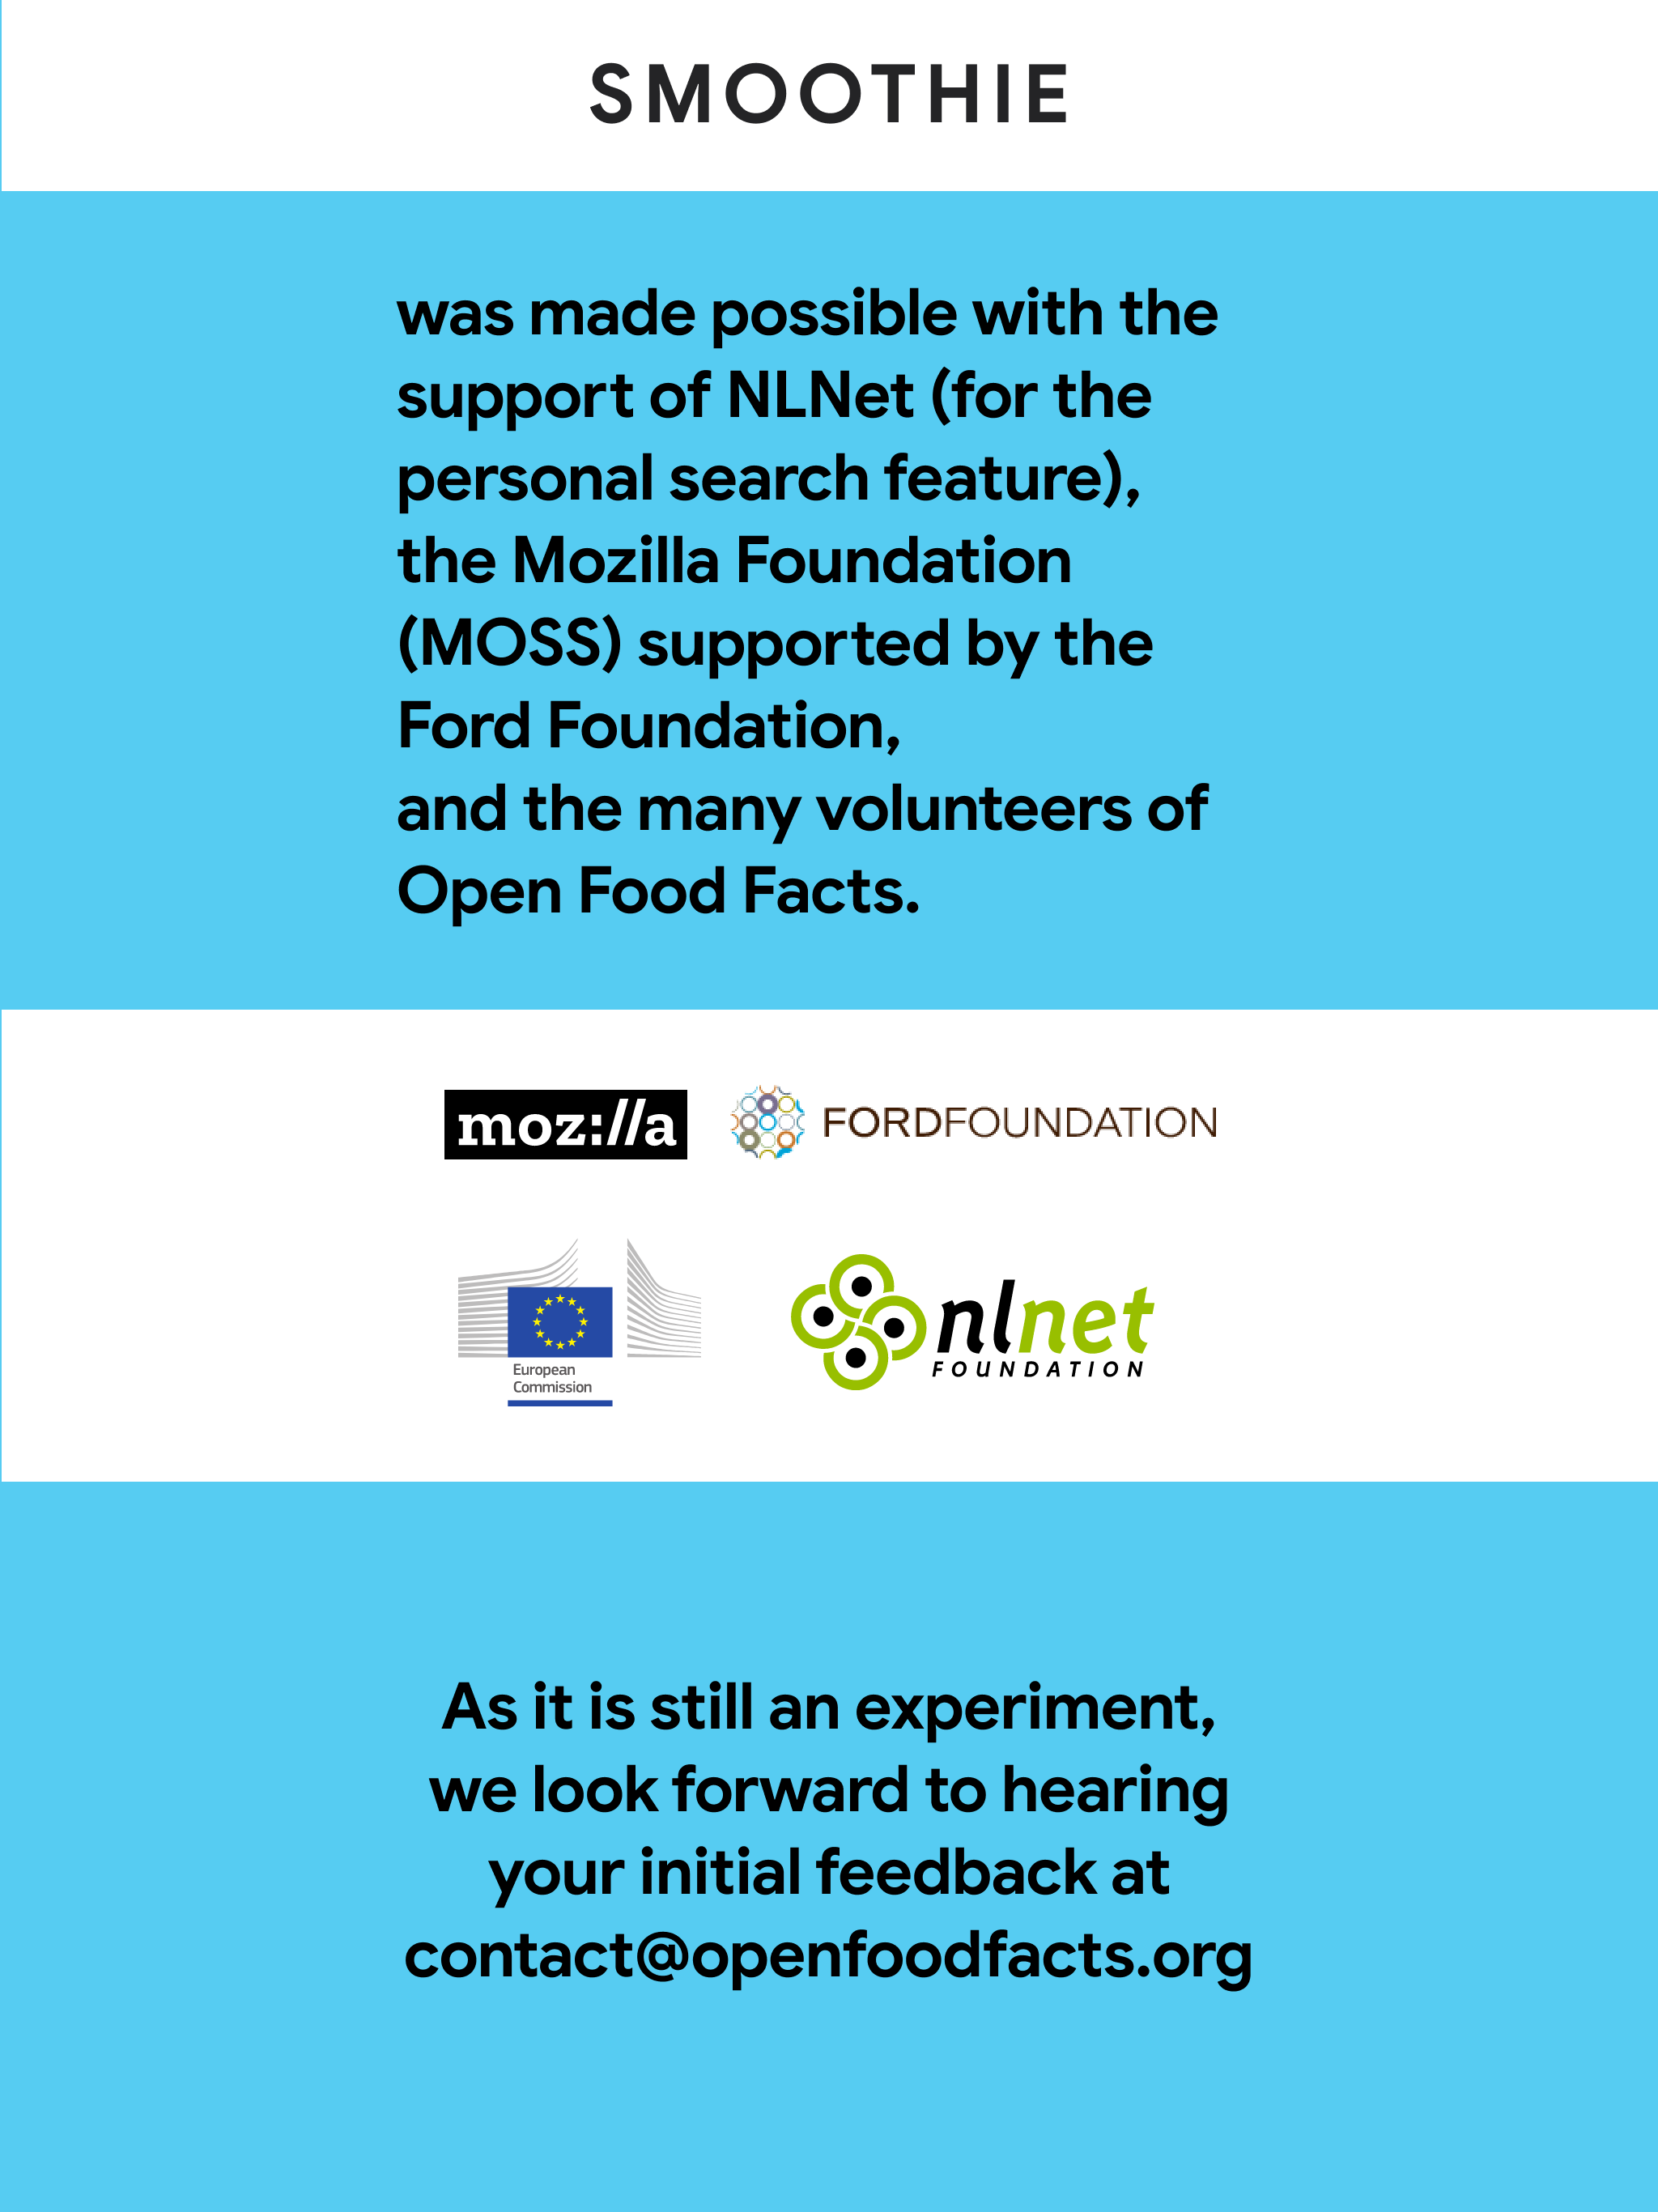 SMOOTHIE
was made possible with the
support of NLNet (for the
personal search feature),
the Mozilla Foundation
(MOSS) supported by the
Ford Foundation,
and the many volunteers of
Open Food Facts.
moz://a
FORDFOUNDATION
European
Commission
nlnet
FOUNDATION
As it is still an experiment,
we look forward to hearing
your initial feedback at
contact@openfoodfacts.org